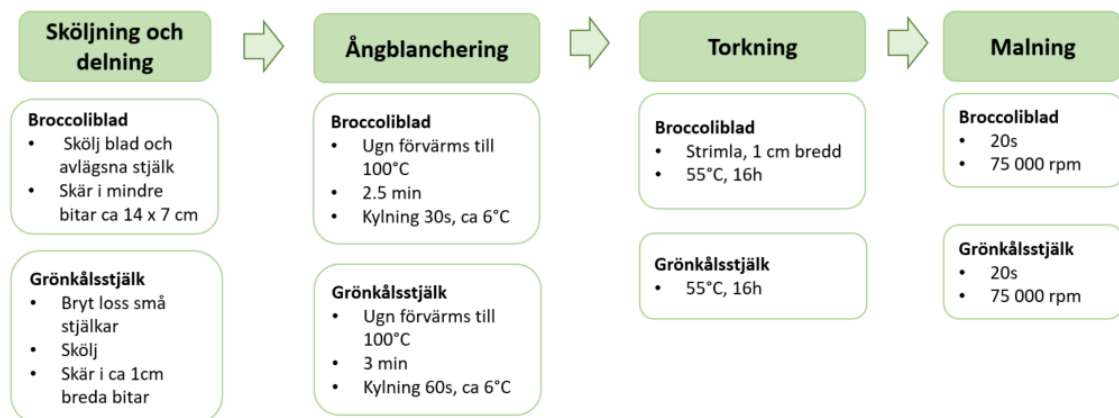 Sköljning och
delning
Ångblanchering
Torkning
Malning
Broccoliblad
• Skölj blad och
avlägsna stjälk
• Skär i mindre
bitar ca 14 x 7 cm
Grönkålsstjälk
• Bryt loss små
stjälkar
• Skölj
• Skär i ca 1cm
breda bitar
Broccoliblad
• Ugn förvärms till
100°C
• 2.5 min
• Kylning 30s, ca 6°C
Grönkålsstjälk
• Ugn förvärms till
100°C
• 3 min
• Kylning 60s, ca 6°C
Broccoliblad
• Strimla, 1 cm bredd
• 55°C, 16h
Grönkålsstjälk
• 55°C, 16h
Broccoliblad
• 20s
• 75 000 rpm
Grönkålsstjälk
• 20s
• 75 000 rpm